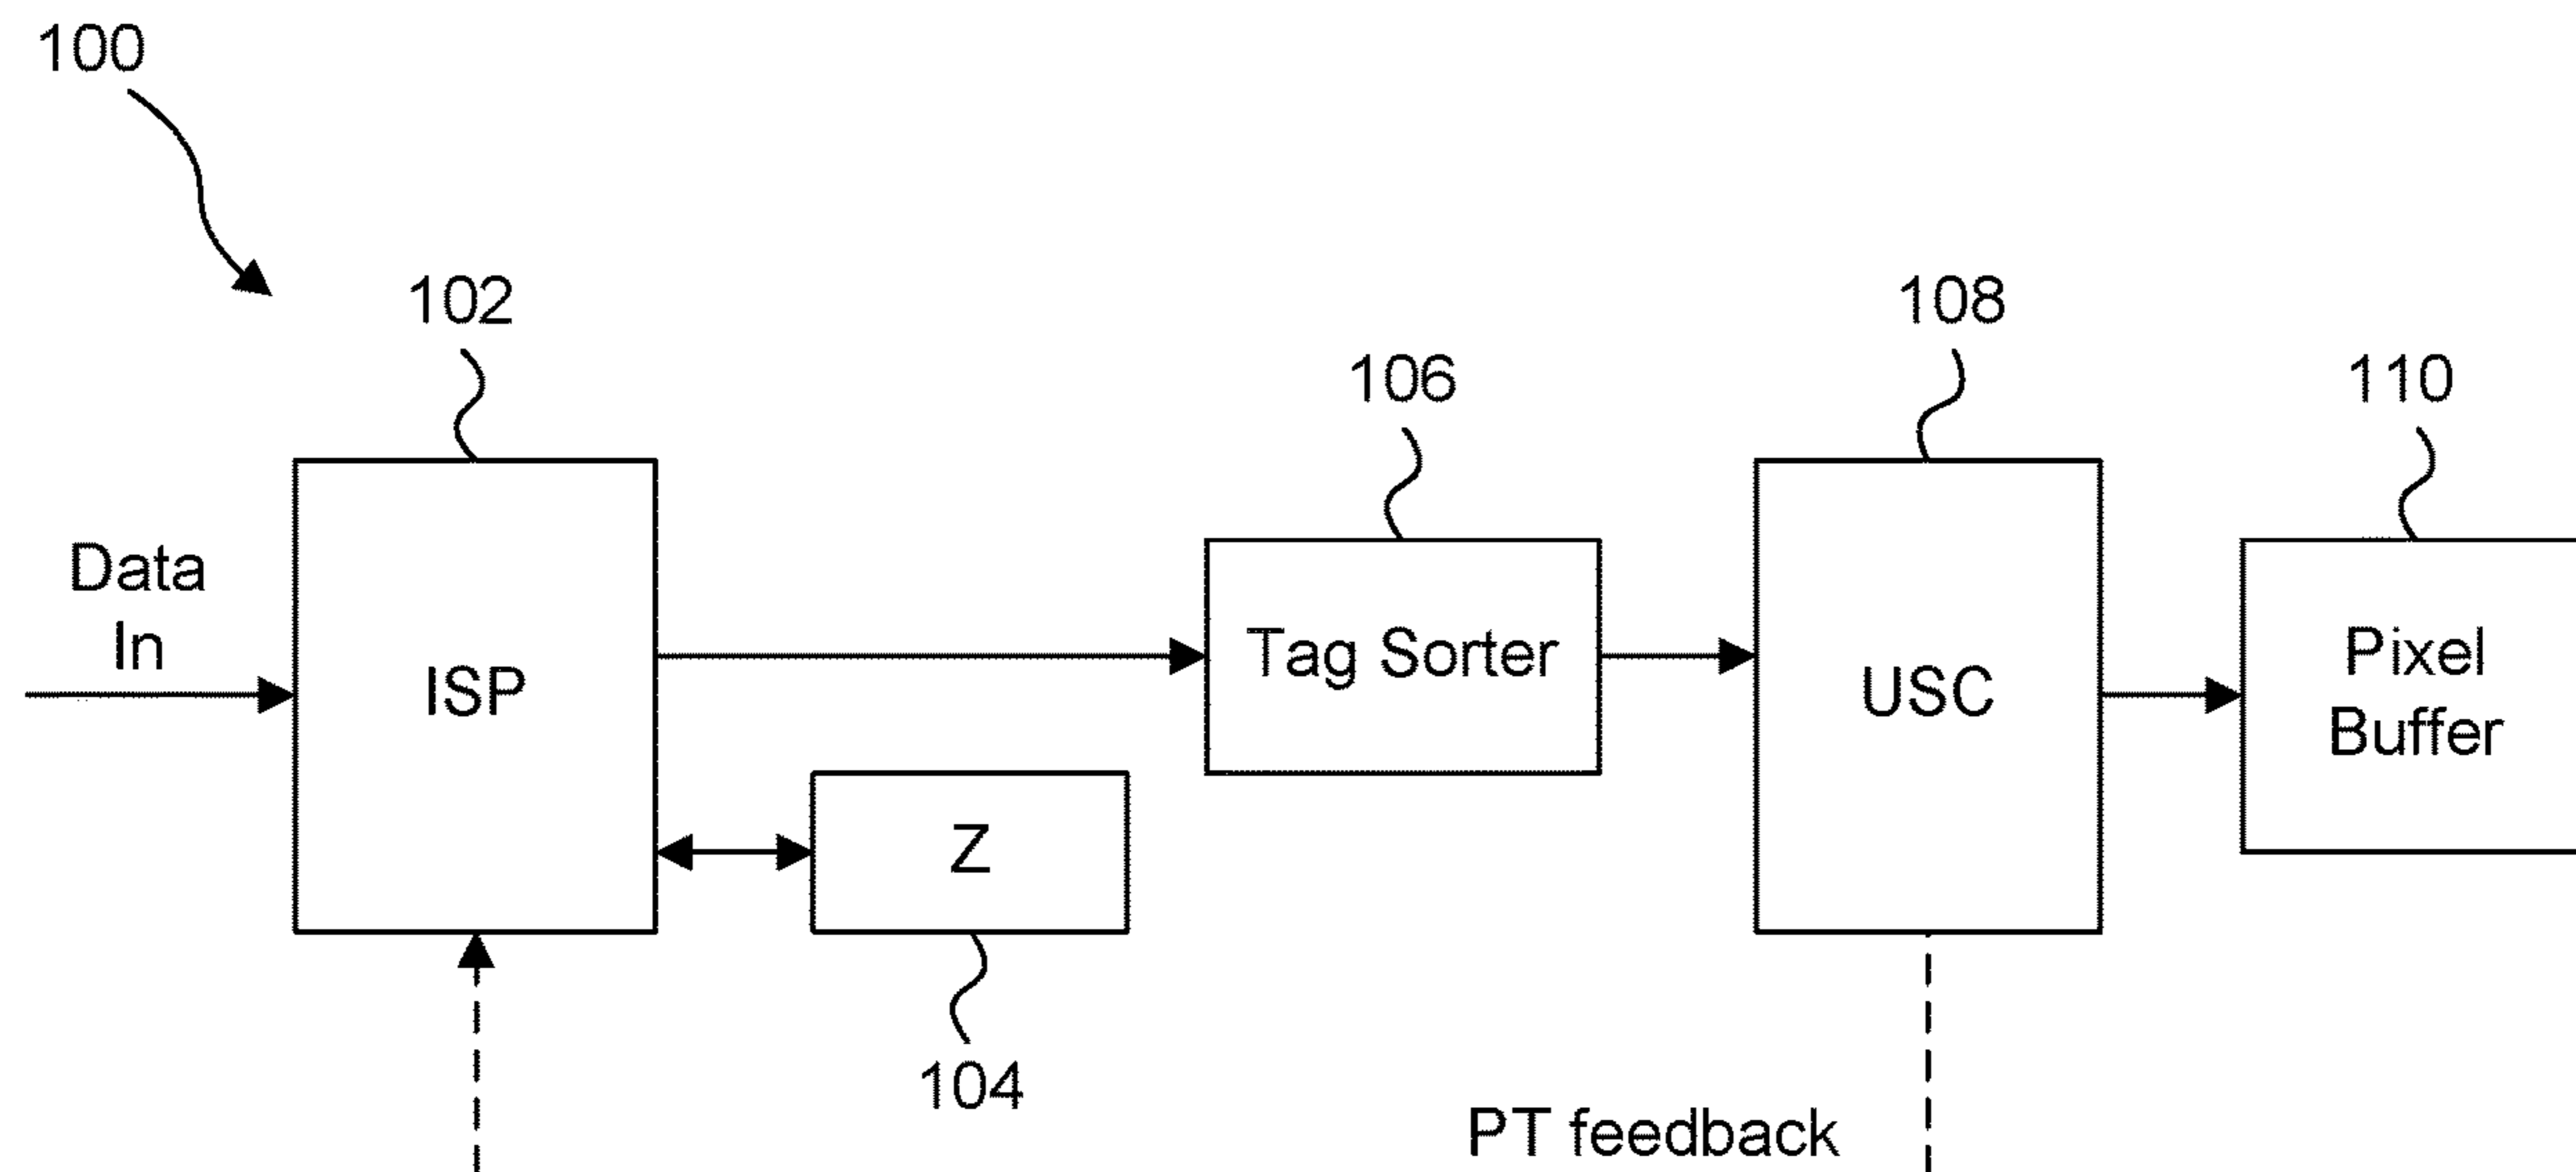 100
102
108
106
110
Data
In
ISP
Tag Sorter
USC
Pixel
Buffer
Z
104
PT feedback